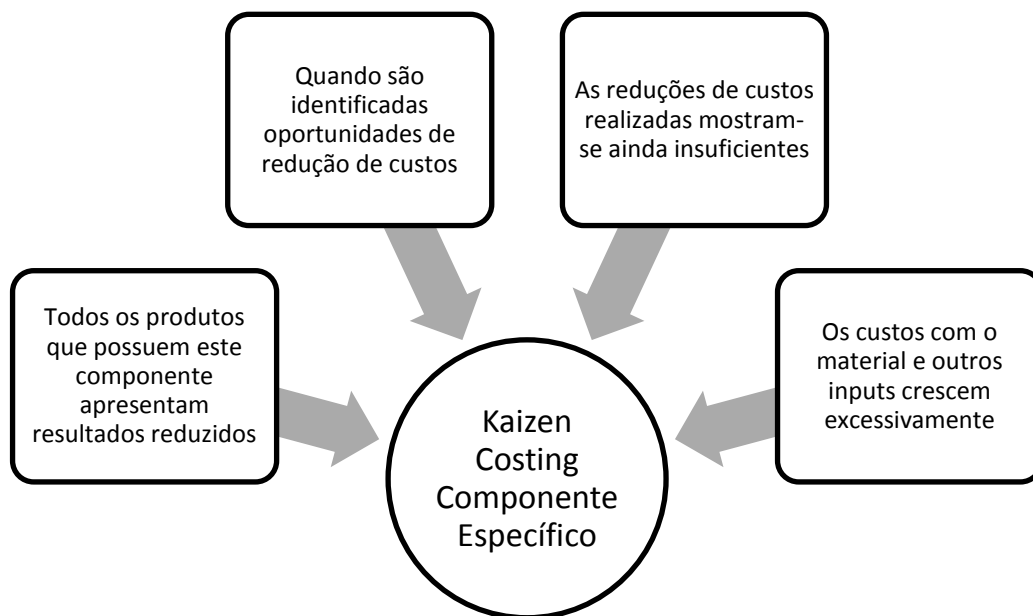 Quando são
identificadas
oportunidades de
redução de custos
As reduções de custos
realizadas mostram-
se ainda insuficientes
Todos os produtos
que possuem este
componente
apresentam
resultados reduzidos
Os custos com o
material e outros
inputs crescem
excessivamente
Kaizen
Costing
Componente
Específico